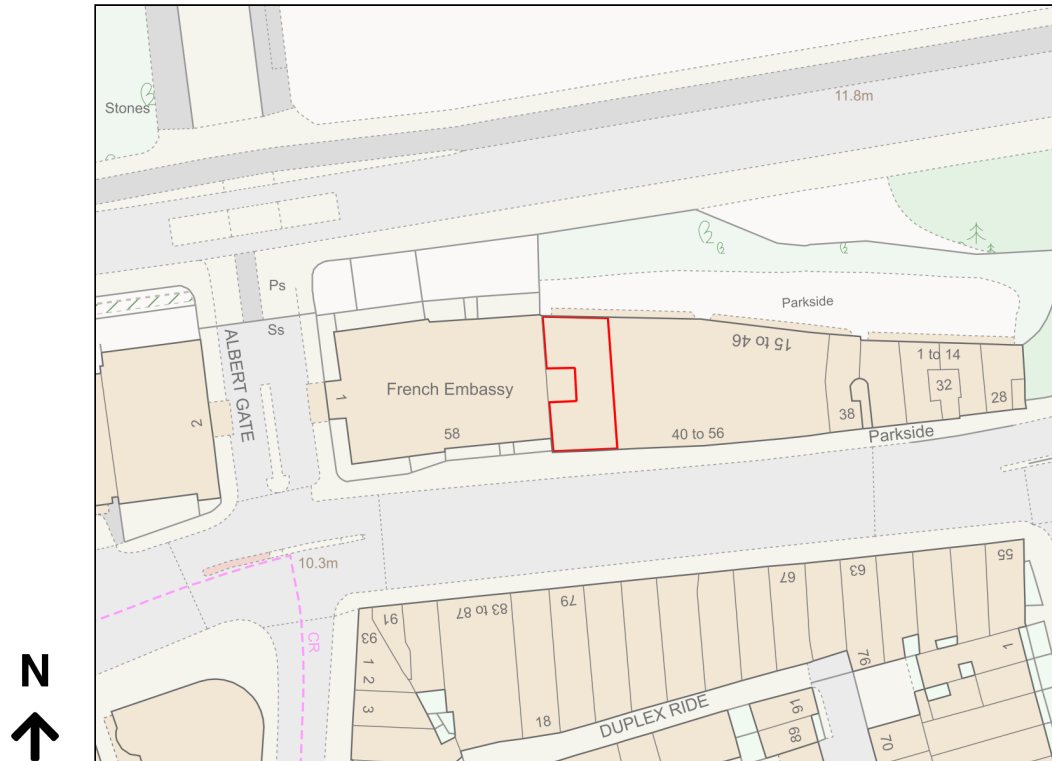 Stones
11.8m
Ps
Ss
Parkside
ALBERT GATE
15 to 46
1 to 14
French Embassy
1
2
32
28
38
58
40 to 56
Parkside
10.3m
CR
55
63
67
79
83 to 87
91
93
1
2
3
76
1
18
DUPLEX RIDE
91
89
70
N